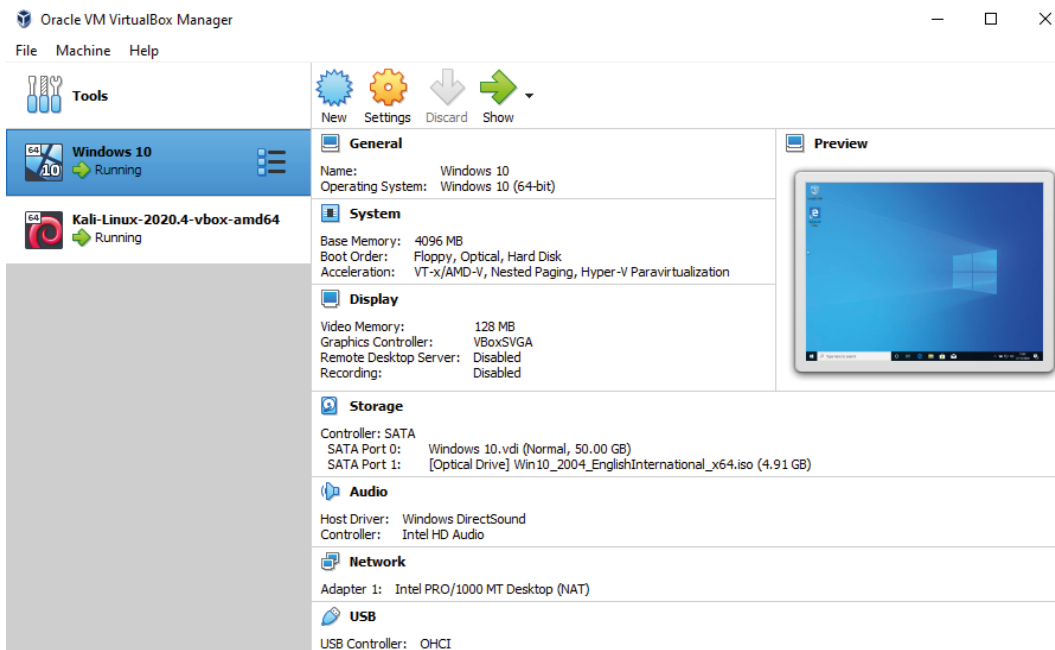 Oracle VM VirtualBox Manager
File Machine Help
Tools
New Settings Discard Show
64
10
Windows 10
Running
64
Kali-Linux-2020.4-vbox-amd64
Running
General
Name: Windows 10
Operating System: Windows 10 (64-bit)
System
Base Memory: 4096 MB
Boot Order: Floppy, Optical, Hard Disk
Acceleration: VT-x/AMD-V, Nested Paging, Hyper-V Paravirtualization
Display
Video Memory: 128 MB
Graphics Controller: VBoxSVGA
Remote Desktop Server: Disabled
Recording: Disabled
Preview
Storage
Controller: SATA
SATA Port 0: Windows 10.vdi (Normal, 50.00 GB)
SATA Port 1: [Optical Drive] Win10_2004_EnglishInternational_x64.iso (4.91 GB)
Audio
Host Driver: Windows DirectSound
Controller: Intel HD Audio
Network
Adapter 1: Intel PRO/1000 MT Desktop (NAT)
USB
USB Controller: OHCI